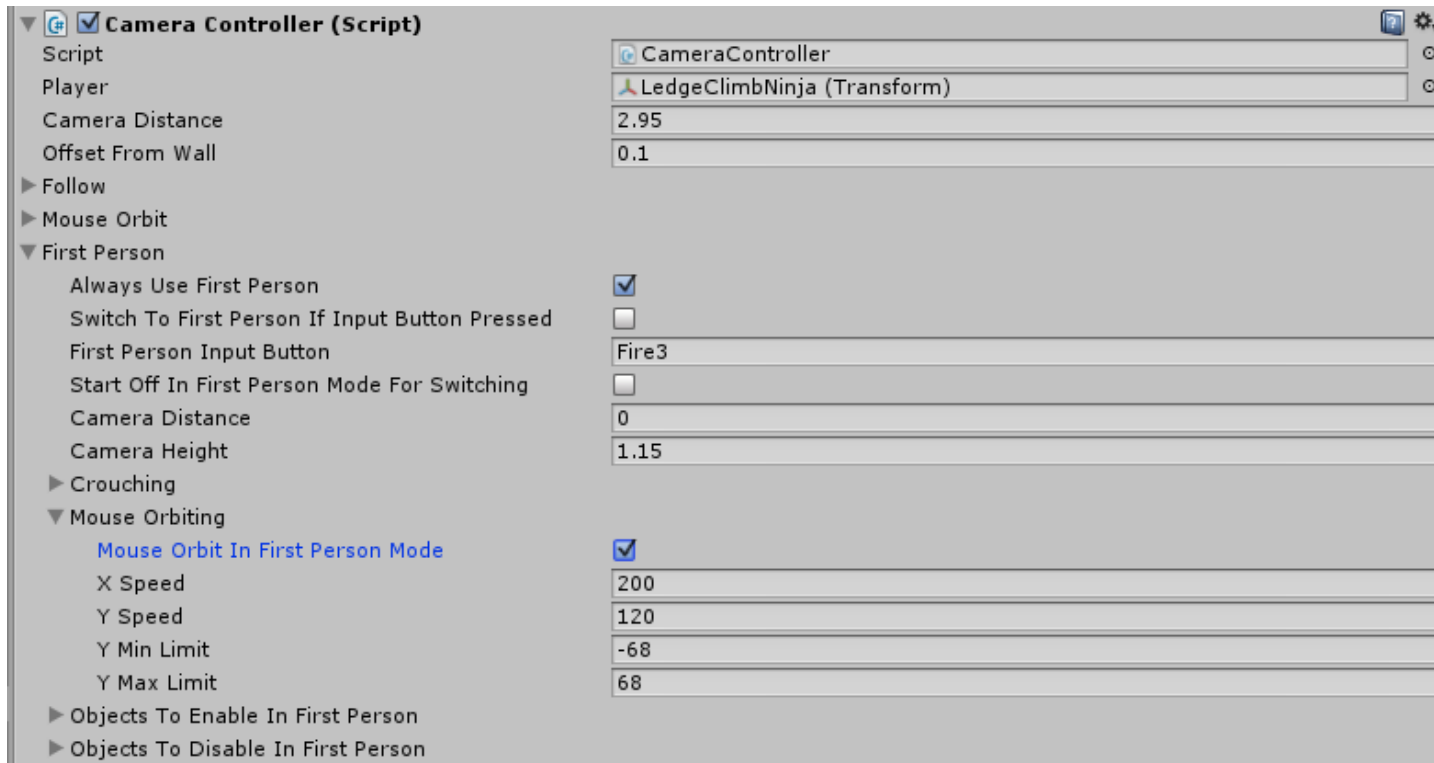 Camera Controller (Script)
Script CameraController
Player LedgeClimbNinja (Transform)
Camera Distance 2.95
Offset From Wall 0.1
Follow
Mouse Orbit
First Person
Always Use First Person
Switch To First Person If Input Button Pressed
First Person Input Button Fire3
Start Off In First Person Mode For Switching
Camera Distance 0
Camera Height 1.15
Crouching
Mouse Orbiting
Mouse Orbit In First Person Mode
X Speed 200
Y Speed 120
Y Min Limit -68
Y Max Limit 68
Objects To Enable In First Person
Objects To Disable In First Person